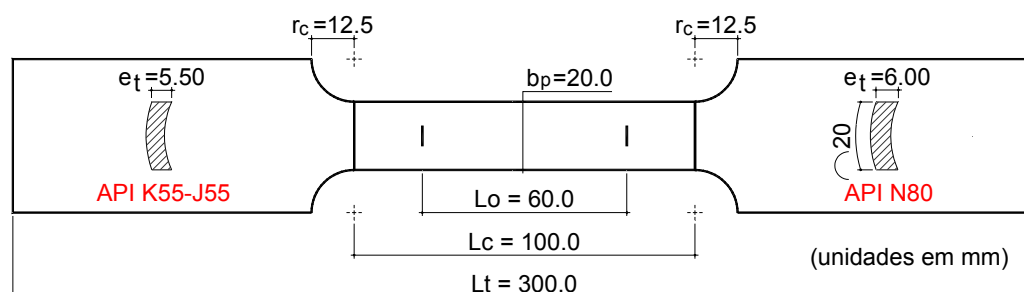 rc =12.5
rc =12.5
et =5.50
bp=20.0
et =6.00
20
API K55-J55
API N80
Lo = 60.0
Lc = 100.0
(unidades em mm)
Lt = 300.0